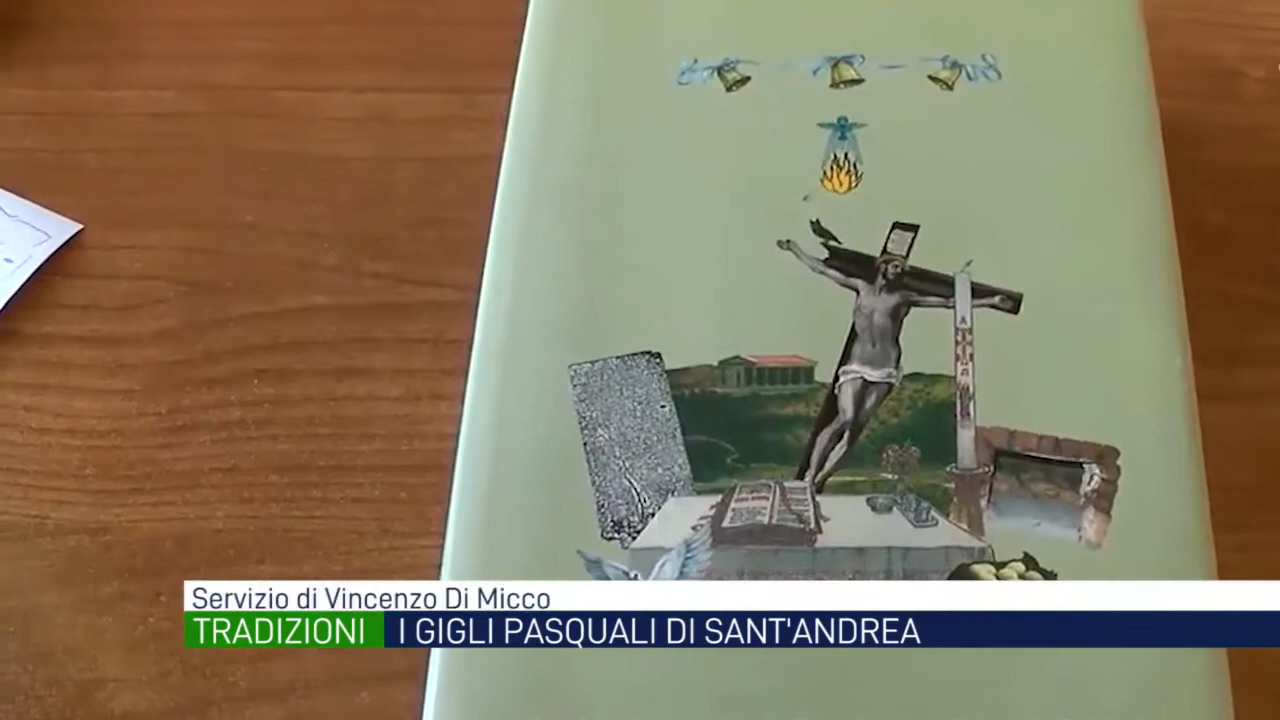 Servizio di Vincenzo Di Micco
TRADIZIONI I GIGLI PASQUALI DI SANT'ANDREA